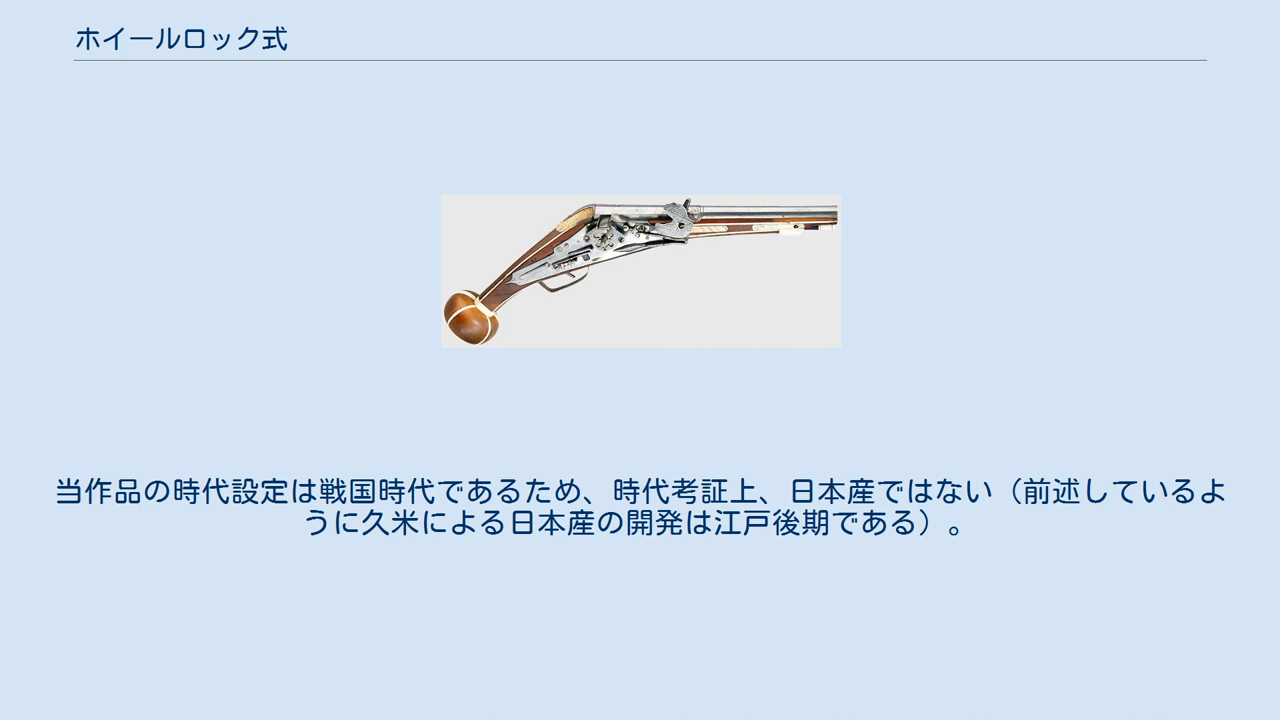 ホイールロック式
当作品の時代設定は戦国時代であるため、時代考証上、日本産ではない（前述しているよ
うに久米による日本産の開発は江戸後期である）。